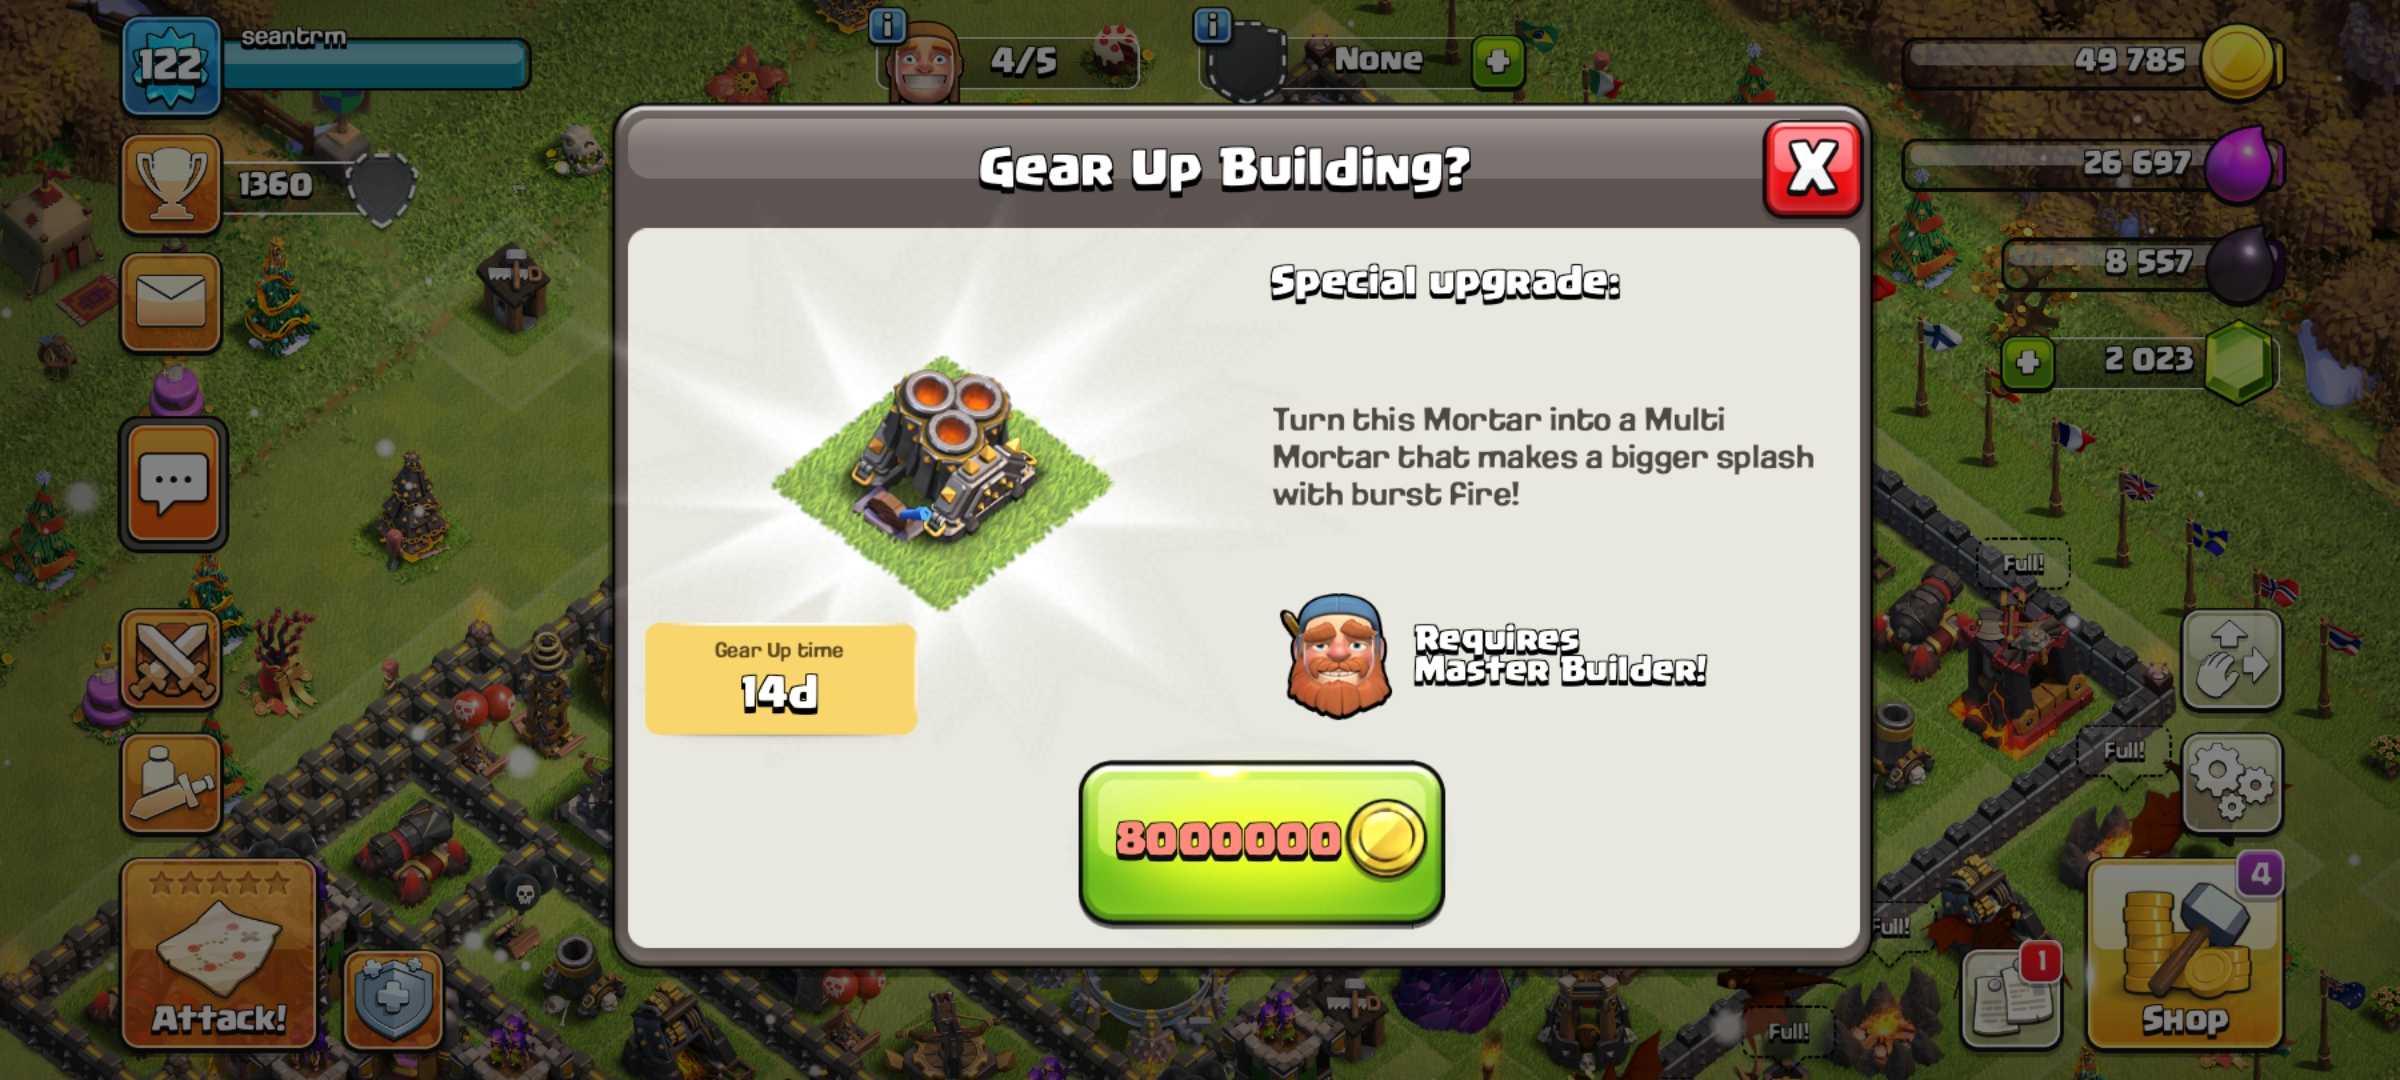 122
seantrm
4/5
None
49 785
1360
26 697
8 557
2 023
Gear Up Building?
X
Special upgrade:
Turn this Mortar into a Multi
Mortar that makes a bigger splash
with burst fire!
Gear Up time
14d
Requires
Master Builder!
8000000
Full!
Full!
Full!
Full!
Attack!
4
1
Shop